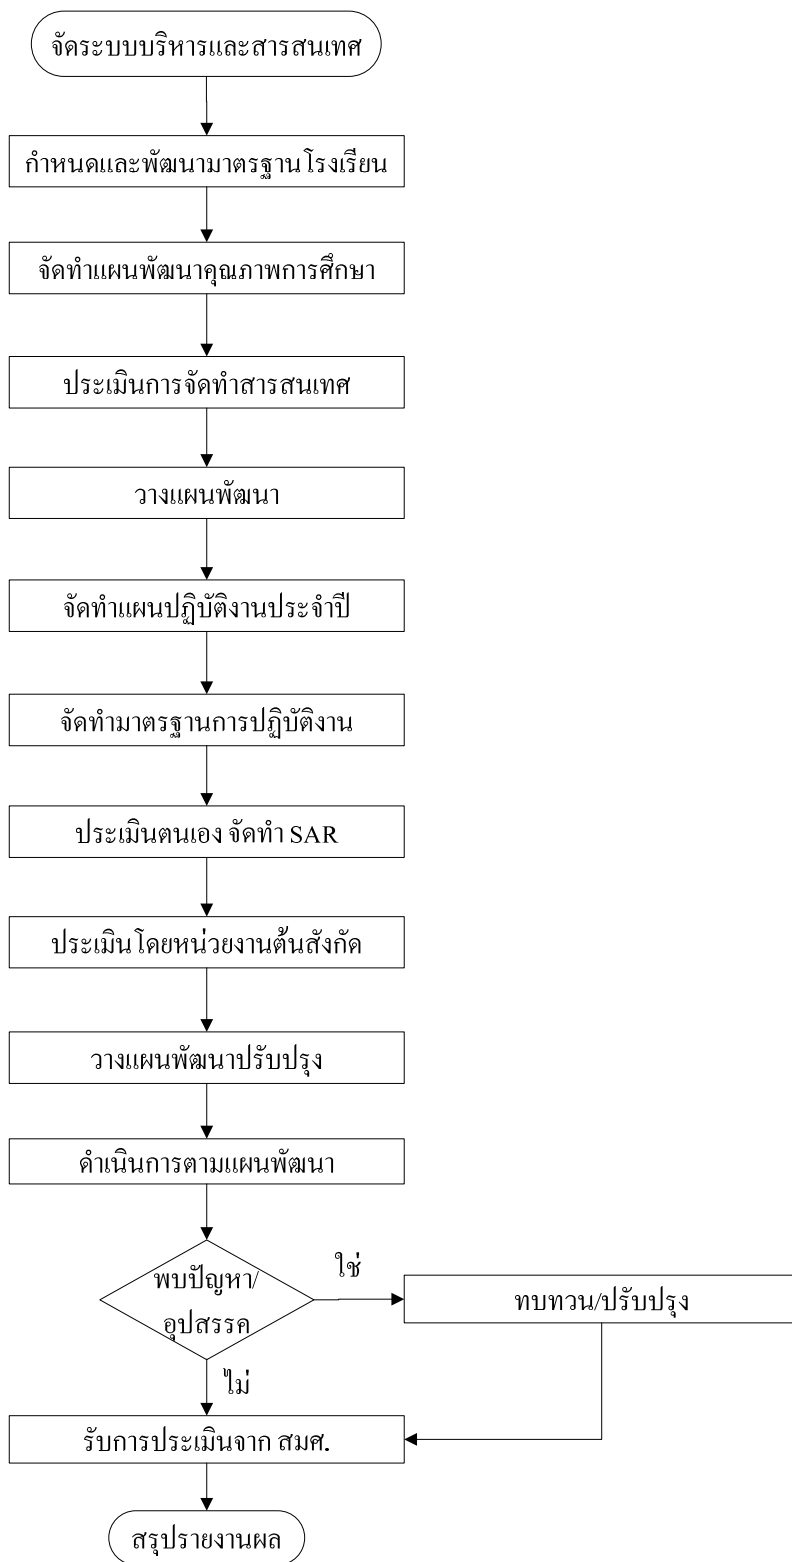 จัดระบบบริหารและสารสนเทศ
กำหนดและพัฒนามาตรฐานโรงเรียน
จัดทำแผนพัฒนาคุณภาพการศึกษา
ประเมินการจัดทำสารสนเทศ
วางแผนพัฒนา
จัดทำแผนปฏิบัติงานประจำปี
จัดทำมาตรฐานการปฏิบัติงาน
ประเมินตนเอง จัดทำ SAR
ประเมินโดยหน่วยงานต้นสังกัด
วางแผนพัฒนาปรับปรุง
ดำเนินการตามแผนพัฒนา
พบปัญหา/
อุปสรรค
ใช่
ทบทวน/ปรับปรุง
ไม่
รับการประเมินจาก สมศ.
สรุปรายงานผล